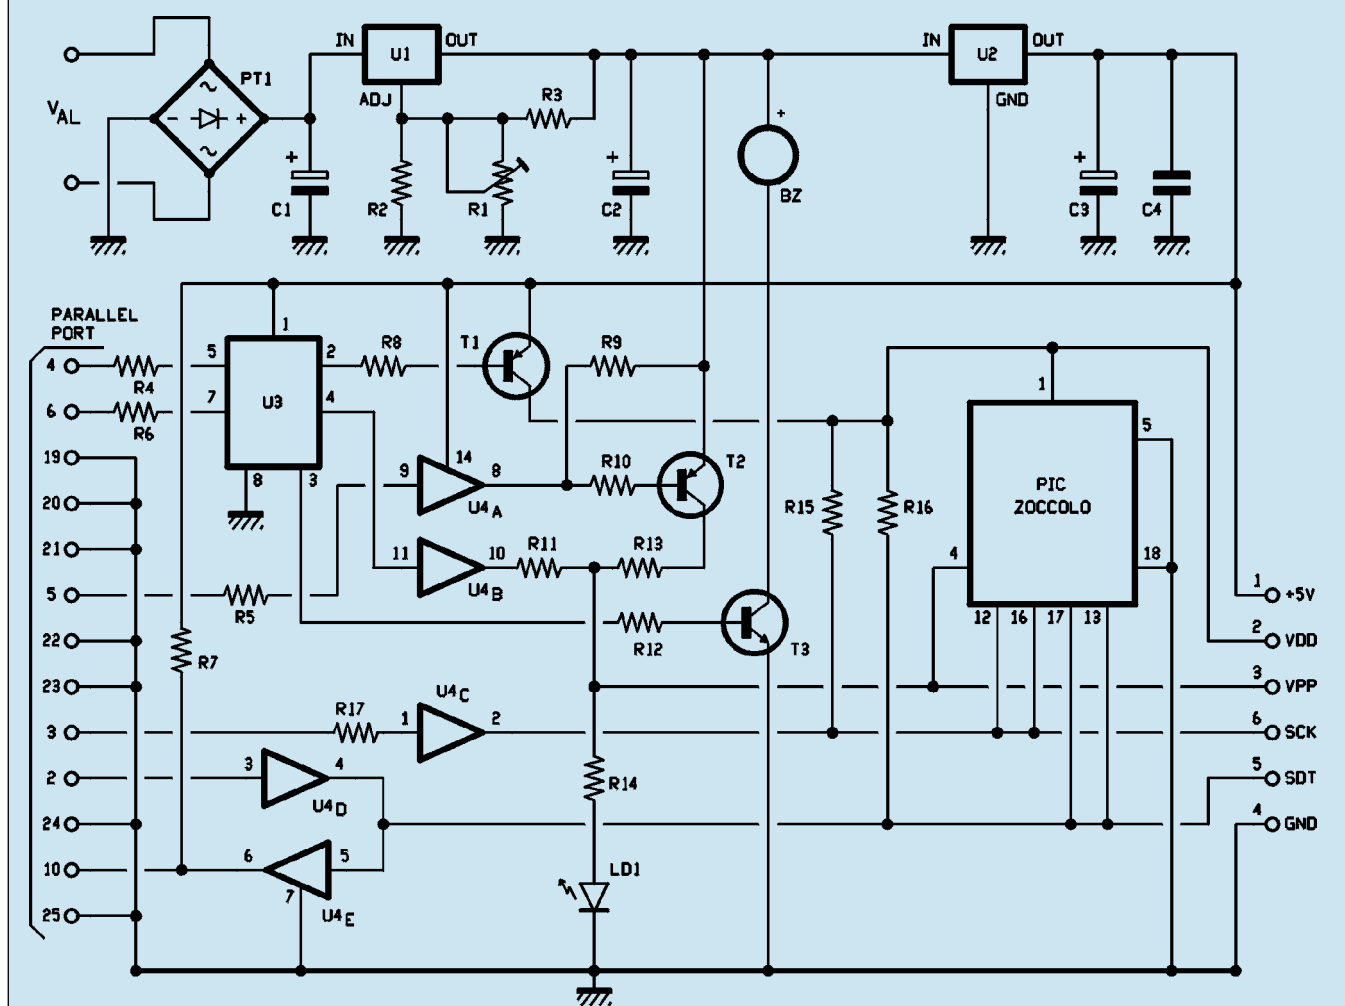 IN U1 OUT IN U2 OUT
PT1 ADJ R3 GND
VAL
+ + + +
C1 R2 R1 C2 BZ C3 C4
PARALLEL
PORT
1
4 R4 5 U3 2 R8 T1 R9 1
6 R6 7 4 5
19 8 3 9 14 8 R10 T2 R15 R16 PIC
ZOCCOLO
20 U4A
21 11 10 R11 R13 4 18
U4B
5 R5 1 +5V
12 16 17 13
22 R7 R12 T3 2 VDD
23 U4C 3 VPP
3 R17 1 2 6 SCK
2 3 4 R14 5 SDT
U4D
24 4 GND
10 6 5 LD1
7
25 U4E